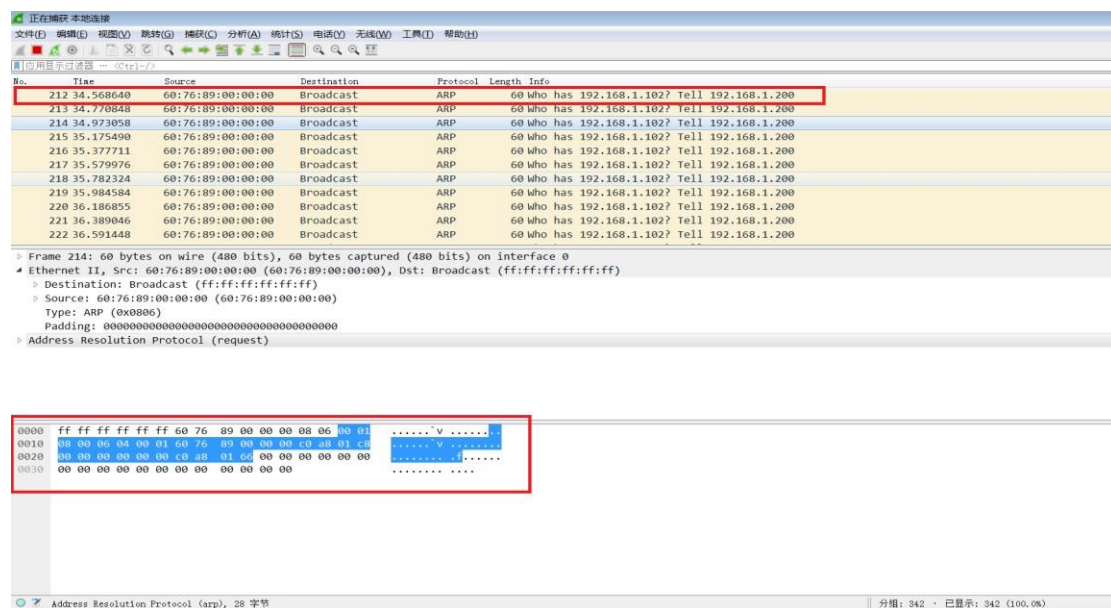 正在捕获 本地连接
文件(F) 编辑(E) 视图(V) 跳转(G) 捕获(C) 分析(A) 统计(S) 电话(Y) 无线(W) 工具(T) 帮助(H)
应用显示过滤器 … <Ctrl-/>
No. Time Source Destination Protocol Length Info
212 34.568640 60:76:89:00:00:00 Broadcast ARP 60 Who has 192.168.1.102? Tell 192.168.1.200
213 34.770848 60:76:89:00:00:00 Broadcast ARP 60 Who has 192.168.1.102? Tell 192.168.1.200
214 34.973058 60:76:89:00:00:00 Broadcast ARP 60 Who has 192.168.1.102? Tell 192.168.1.200
215 35.175490 60:76:89:00:00:00 Broadcast ARP 60 Who has 192.168.1.102? Tell 192.168.1.200
216 35.377711 60:76:89:00:00:00 Broadcast ARP 60 Who has 192.168.1.102? Tell 192.168.1.200
217 35.579976 60:76:89:00:00:00 Broadcast ARP 60 Who has 192.168.1.102? Tell 192.168.1.200
218 35.782324 60:76:89:00:00:00 Broadcast ARP 60 Who has 192.168.1.102? Tell 192.168.1.200
219 35.984584 60:76:89:00:00:00 Broadcast ARP 60 Who has 192.168.1.102? Tell 192.168.1.200
220 36.186855 60:76:89:00:00:00 Broadcast ARP 60 Who has 192.168.1.102? Tell 192.168.1.200
221 36.389046 60:76:89:00:00:00 Broadcast ARP 60 Who has 192.168.1.102? Tell 192.168.1.200
222 36.591448 60:76:89:00:00:00 Broadcast ARP 60 Who has 192.168.1.102? Tell 192.168.1.200
Frame 214: 60 bytes on wire (480 bits), 60 bytes captured (480 bits) on interface 0
Ethernet II, Src: 60:76:89:00:00:00 (60:76:89:00:00:00), Dst: Broadcast (ff:ff:ff:ff:ff:ff)
Destination: Broadcast (ff:ff:ff:ff:ff:ff)
Source: 60:76:89:00:00:00 (60:76:89:00:00:00)
Type: ARP (0x0806)
Padding: 000000000000000000000000000000000000
Address Resolution Protocol (request)
0000 ff ff ff ff ff ff 60 76 89 00 00 00 08 06 00 01 ......`v ........
0010 08 00 06 04 00 01 60 76 89 00 00 00 c0 a8 01 c8 ......`v ........
0020 00 00 00 00 00 00 c0 a8 01 66 00 00 00 00 00 00 ........ .f......
0030 00 00 00 00 00 00 00 00 00 00 00 00 ........ ....
Address Resolution Protocol (arp), 28 字节 分组: 342 · 已显示: 342 (100.0%)